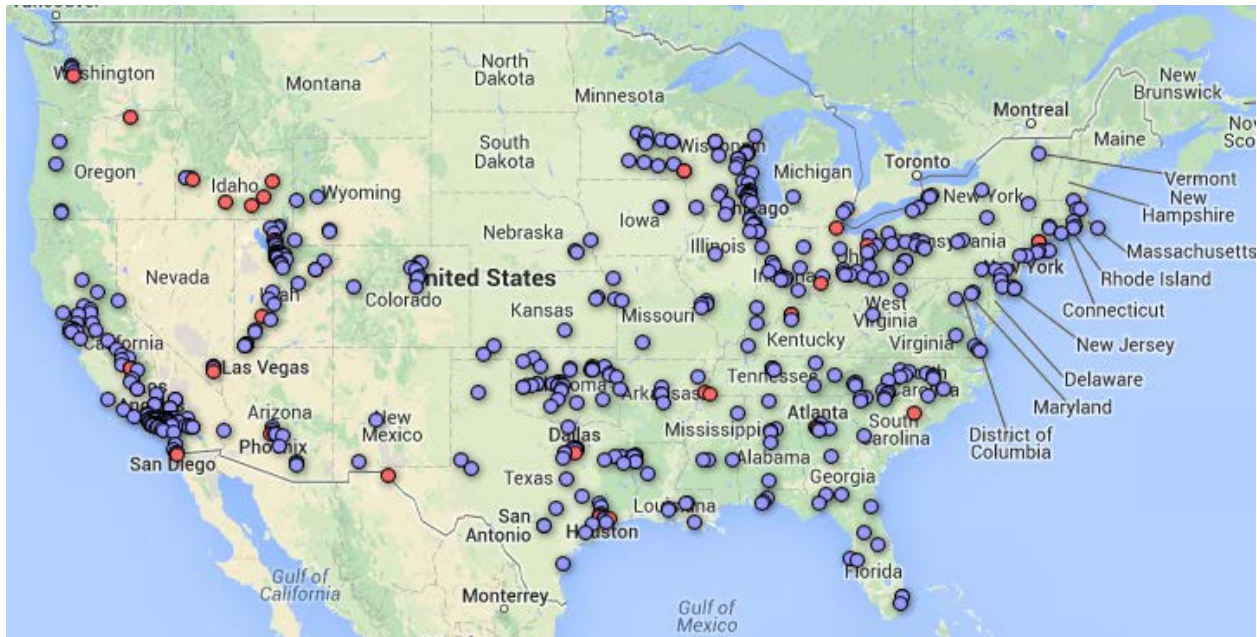 Washington
Montana
North
Dakota
Minnesota
Montreal
New
Brunswick
Maine
Oregon
Idaho
Wyoming
South
Dakota
Wisconsin
Michigan
Toronto
New York
Vermont
New
Hampshire
Iowa
Nebraska
Illinois
Massachusetts
Nevada
Utah
Colorado
nited States
Rhode Island
Kansas
Missouri
West
Virginia
Connecticut
California
Kentucky
Virginia
New Jersey
Las Vegas
Tennessee
Delaware
Arizona
New
Mexico
Arkansas
Atlanta
Maryland
Dallas
Mississippi
South
Carolina
District of
Columbia
San Diego
Texas
Alabama
Georgia
San
Antonio
Houston
Louisiana
Gulf of
California
Monterrey
Gulf of
Mexico
Florida